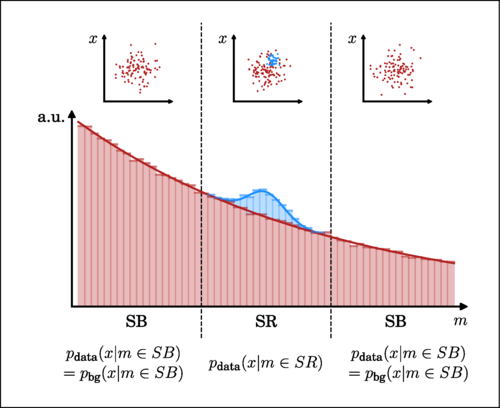 x
x
x
a.u.
SB
SR
SB
m
p_data(x|m ∈ SB)
= p_bg(x|m ∈ SB)
p_data(x|m ∈ SR)
p_data(x|m ∈ SB)
= p_bg(x|m ∈ SB)